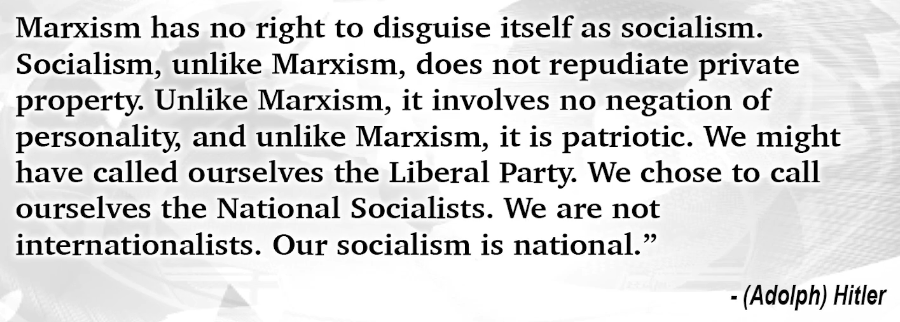 Marxism has no right to disguise itself as socialism.
Socialism, unlike Marxism, does not repudiate private
property. Unlike Marxism, it involves no negation of
personality, and unlike Marxism, it is patriotic. We might
have called ourselves the Liberal Party. We chose to call
ourselves the National Socialists. We are not
internationalists. Our socialism is national.”
- (Adolph) Hitler